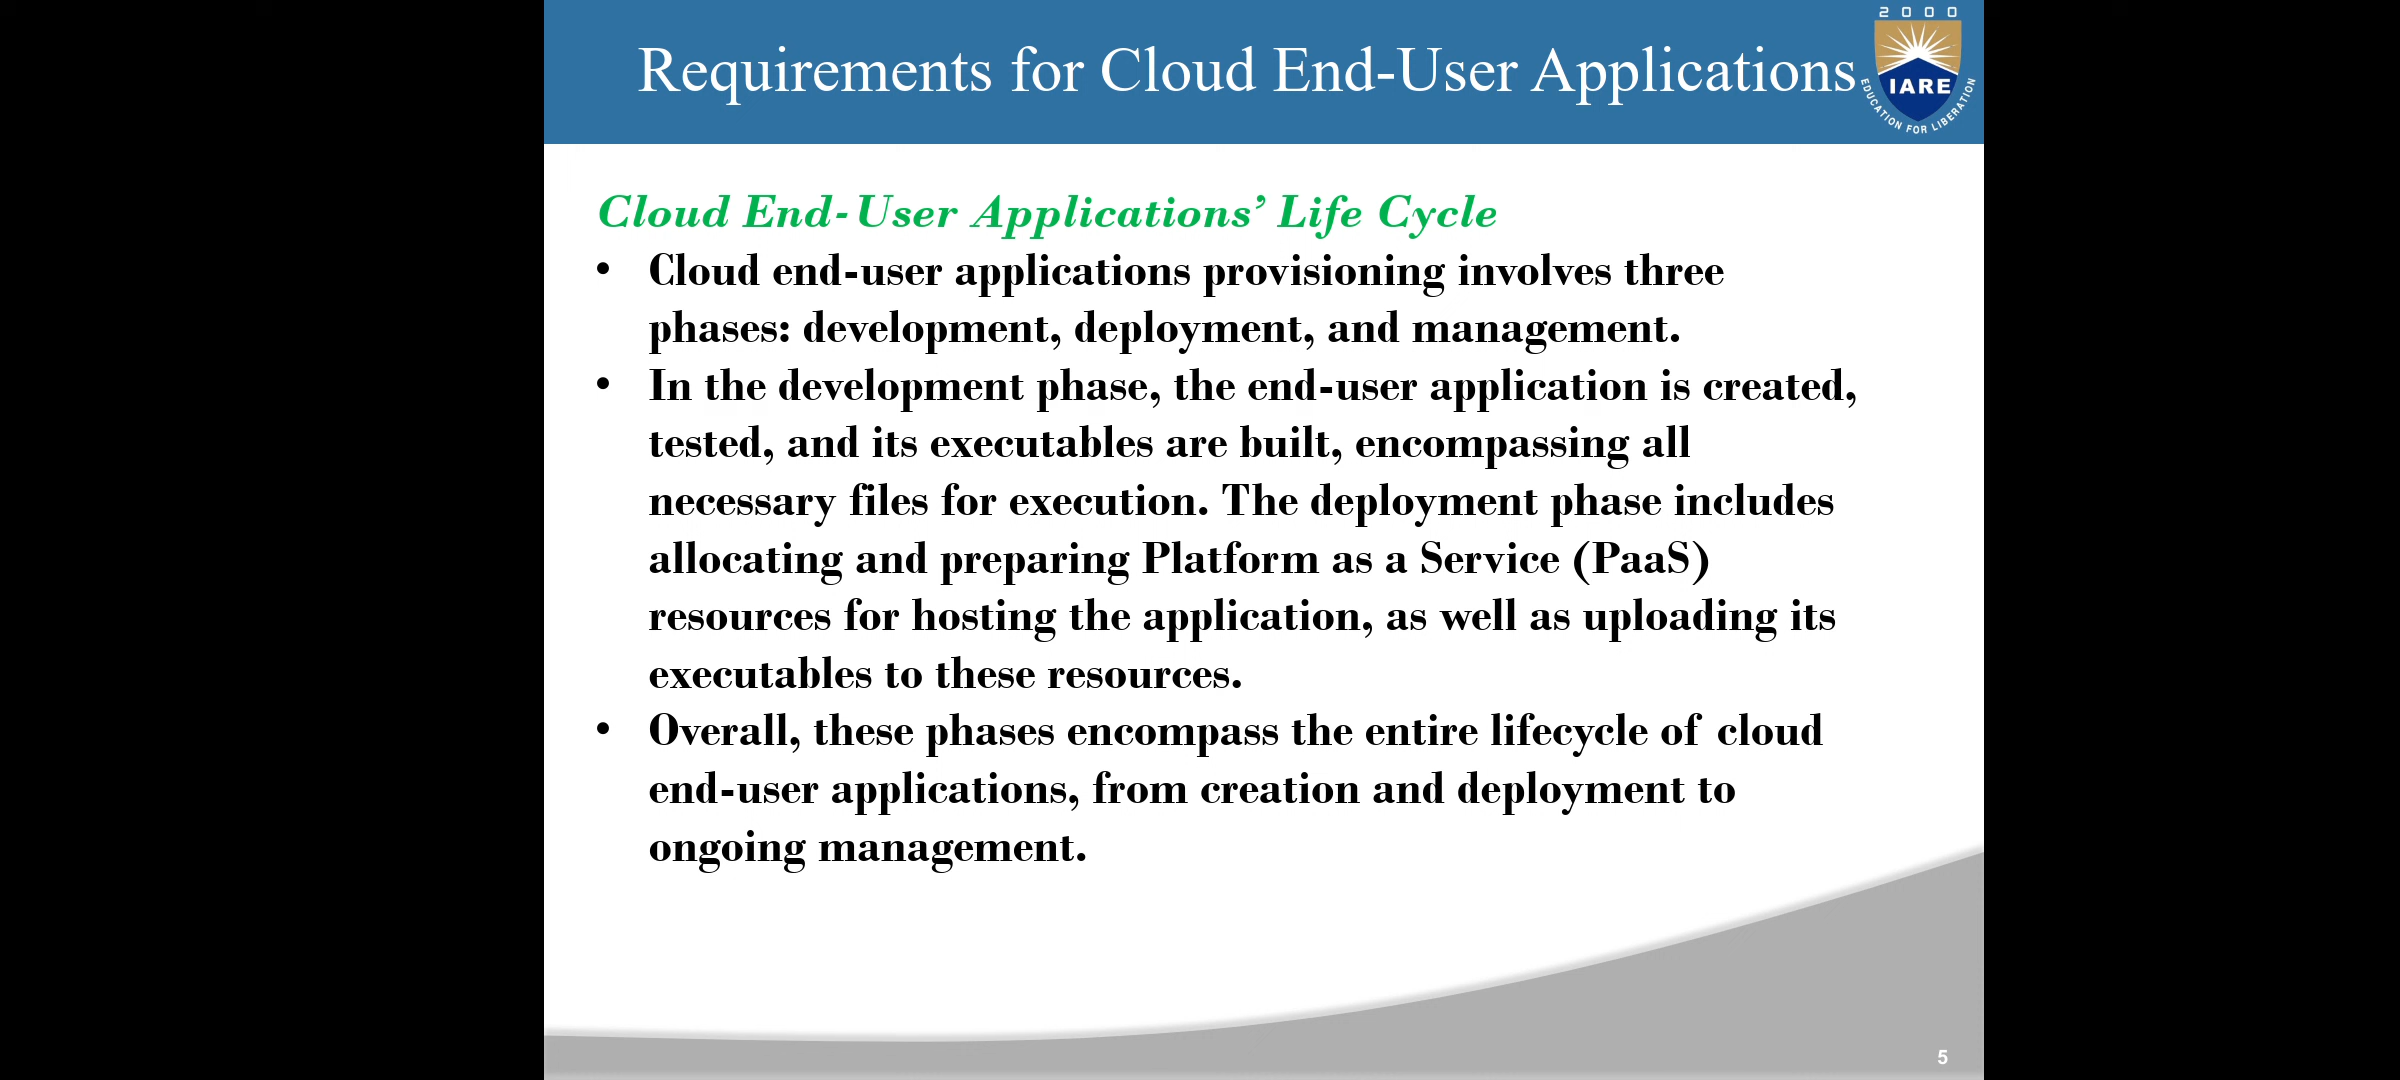 2 0 0 0
Requirements for Cloud End-User Applications
IARE
EDUCATION FOR LIBERATION
Cloud End-User Applications’ Life Cycle
• Cloud end-user applications provisioning involves three
phases: development, deployment, and management.
• In the development phase, the end-user application is created,
tested, and its executables are built, encompassing all
necessary files for execution. The deployment phase includes
allocating and preparing Platform as a Service (PaaS)
resources for hosting the application, as well as uploading its
executables to these resources.
• Overall, these phases encompass the entire lifecycle of cloud
end-user applications, from creation and deployment to
ongoing management.
5